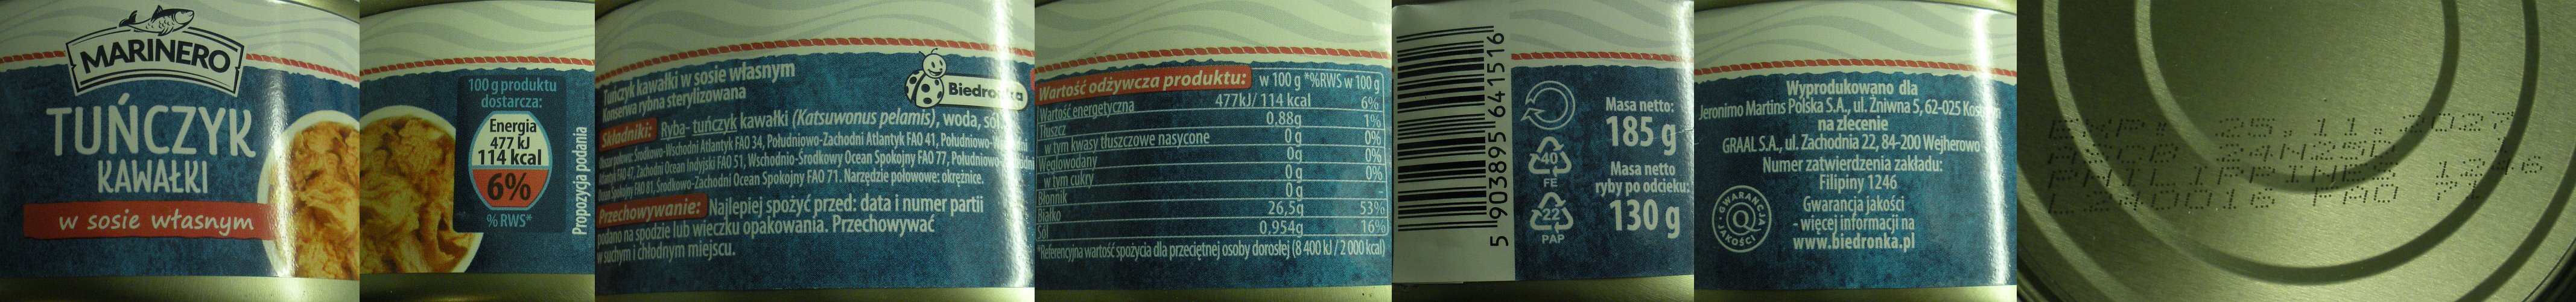 MARINERO
TUŃCZYK
KAWAŁKI
w sosie własnym
100 g produktu
dostarcza:
Energia
477 kJ
114 kcal
6%
% RWS*
Propozycja podania
Tuńczyk kawałki w sosie własnym
Konserwa rybna sterylizowana
Biedronka
Składniki: Ryba- tuńczyk kawałki (Katsuwonus pelamis), woda, sól
Obszar połowu: Środkowo-Wschodni Atlantyk FAO 34, Południowo-Zachodni Atlantyk FAO 41, Południowo-
Atlantyk FAO 47, Zachodni Ocean Indyjski FAO 51, Wschodnio-Środkowy Ocean Spokojny FAO 77, Południowo-
Ocean Spokojny FAO 81, Środkowo-Zachodni Ocean Spokojny FAO 71. Narzędzie połowowe: okrężnice.
Przechowywanie: Najlepiej spożyć przed: data i numer partii
podano na spodzie lub wieczku opakowania. Przechowywać
w suchym i chłodnym miejscu.
Wartość odżywcza produktu: w 100 g *%RWS w 100 g
Wartość energetyczna 477kJ/ 114 kcal 6%
Tłuszcz 0,88g 1%
w tym kwasy tłuszczowe nasycone 0 g 0%
Węglowodany 0g 0%
w tym cukry 0g 0%
Błonnik 0 g -
Białko 26,5g 53%
Sól 0,954g 16%
*Referencyjna wartość spożycia dla przeciętnej osoby dorosłej (8 400 kJ / 2 000 kcal)
5 903895 641516
40
FE
22
PAP
Masa netto:
185 g
Masa netto
ryby po odcieku:
130 g
Wyprodukowano dla
Jeronimo Martins Polska S.A., ul. Żniwna 5, 62-025 Kostrzyn
na zlecenie
GRAAL S.A., ul. Zachodnia 22, 84-200 Wejherowo
Numer zatwierdzenia zakładu:
Filipiny 1246
Gwarancja jakości
- więcej informacji na
www.biedronka.pl
GWARANCJA
Q
JAKOŚCI
EXP: 25.11.2027
ASCP 24H25D
PHILIPPINES 1246
L340016 FAO 71